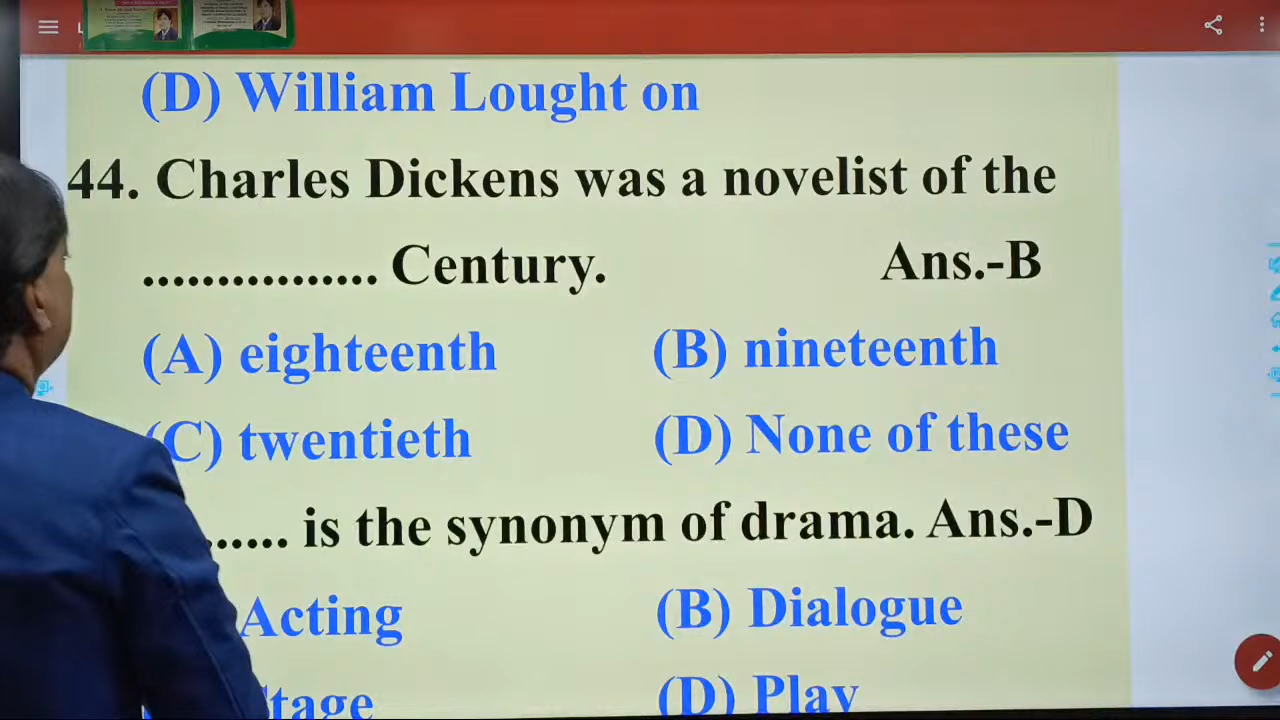 (D) William Lought on
44. Charles Dickens was a novelist of the
................ Century. Ans.-B
(A) eighteenth (B) nineteenth
(C) twentieth (D) None of these
...... is the synonym of drama. Ans.-D
Acting (B) Dialogue
Stage (D) Play